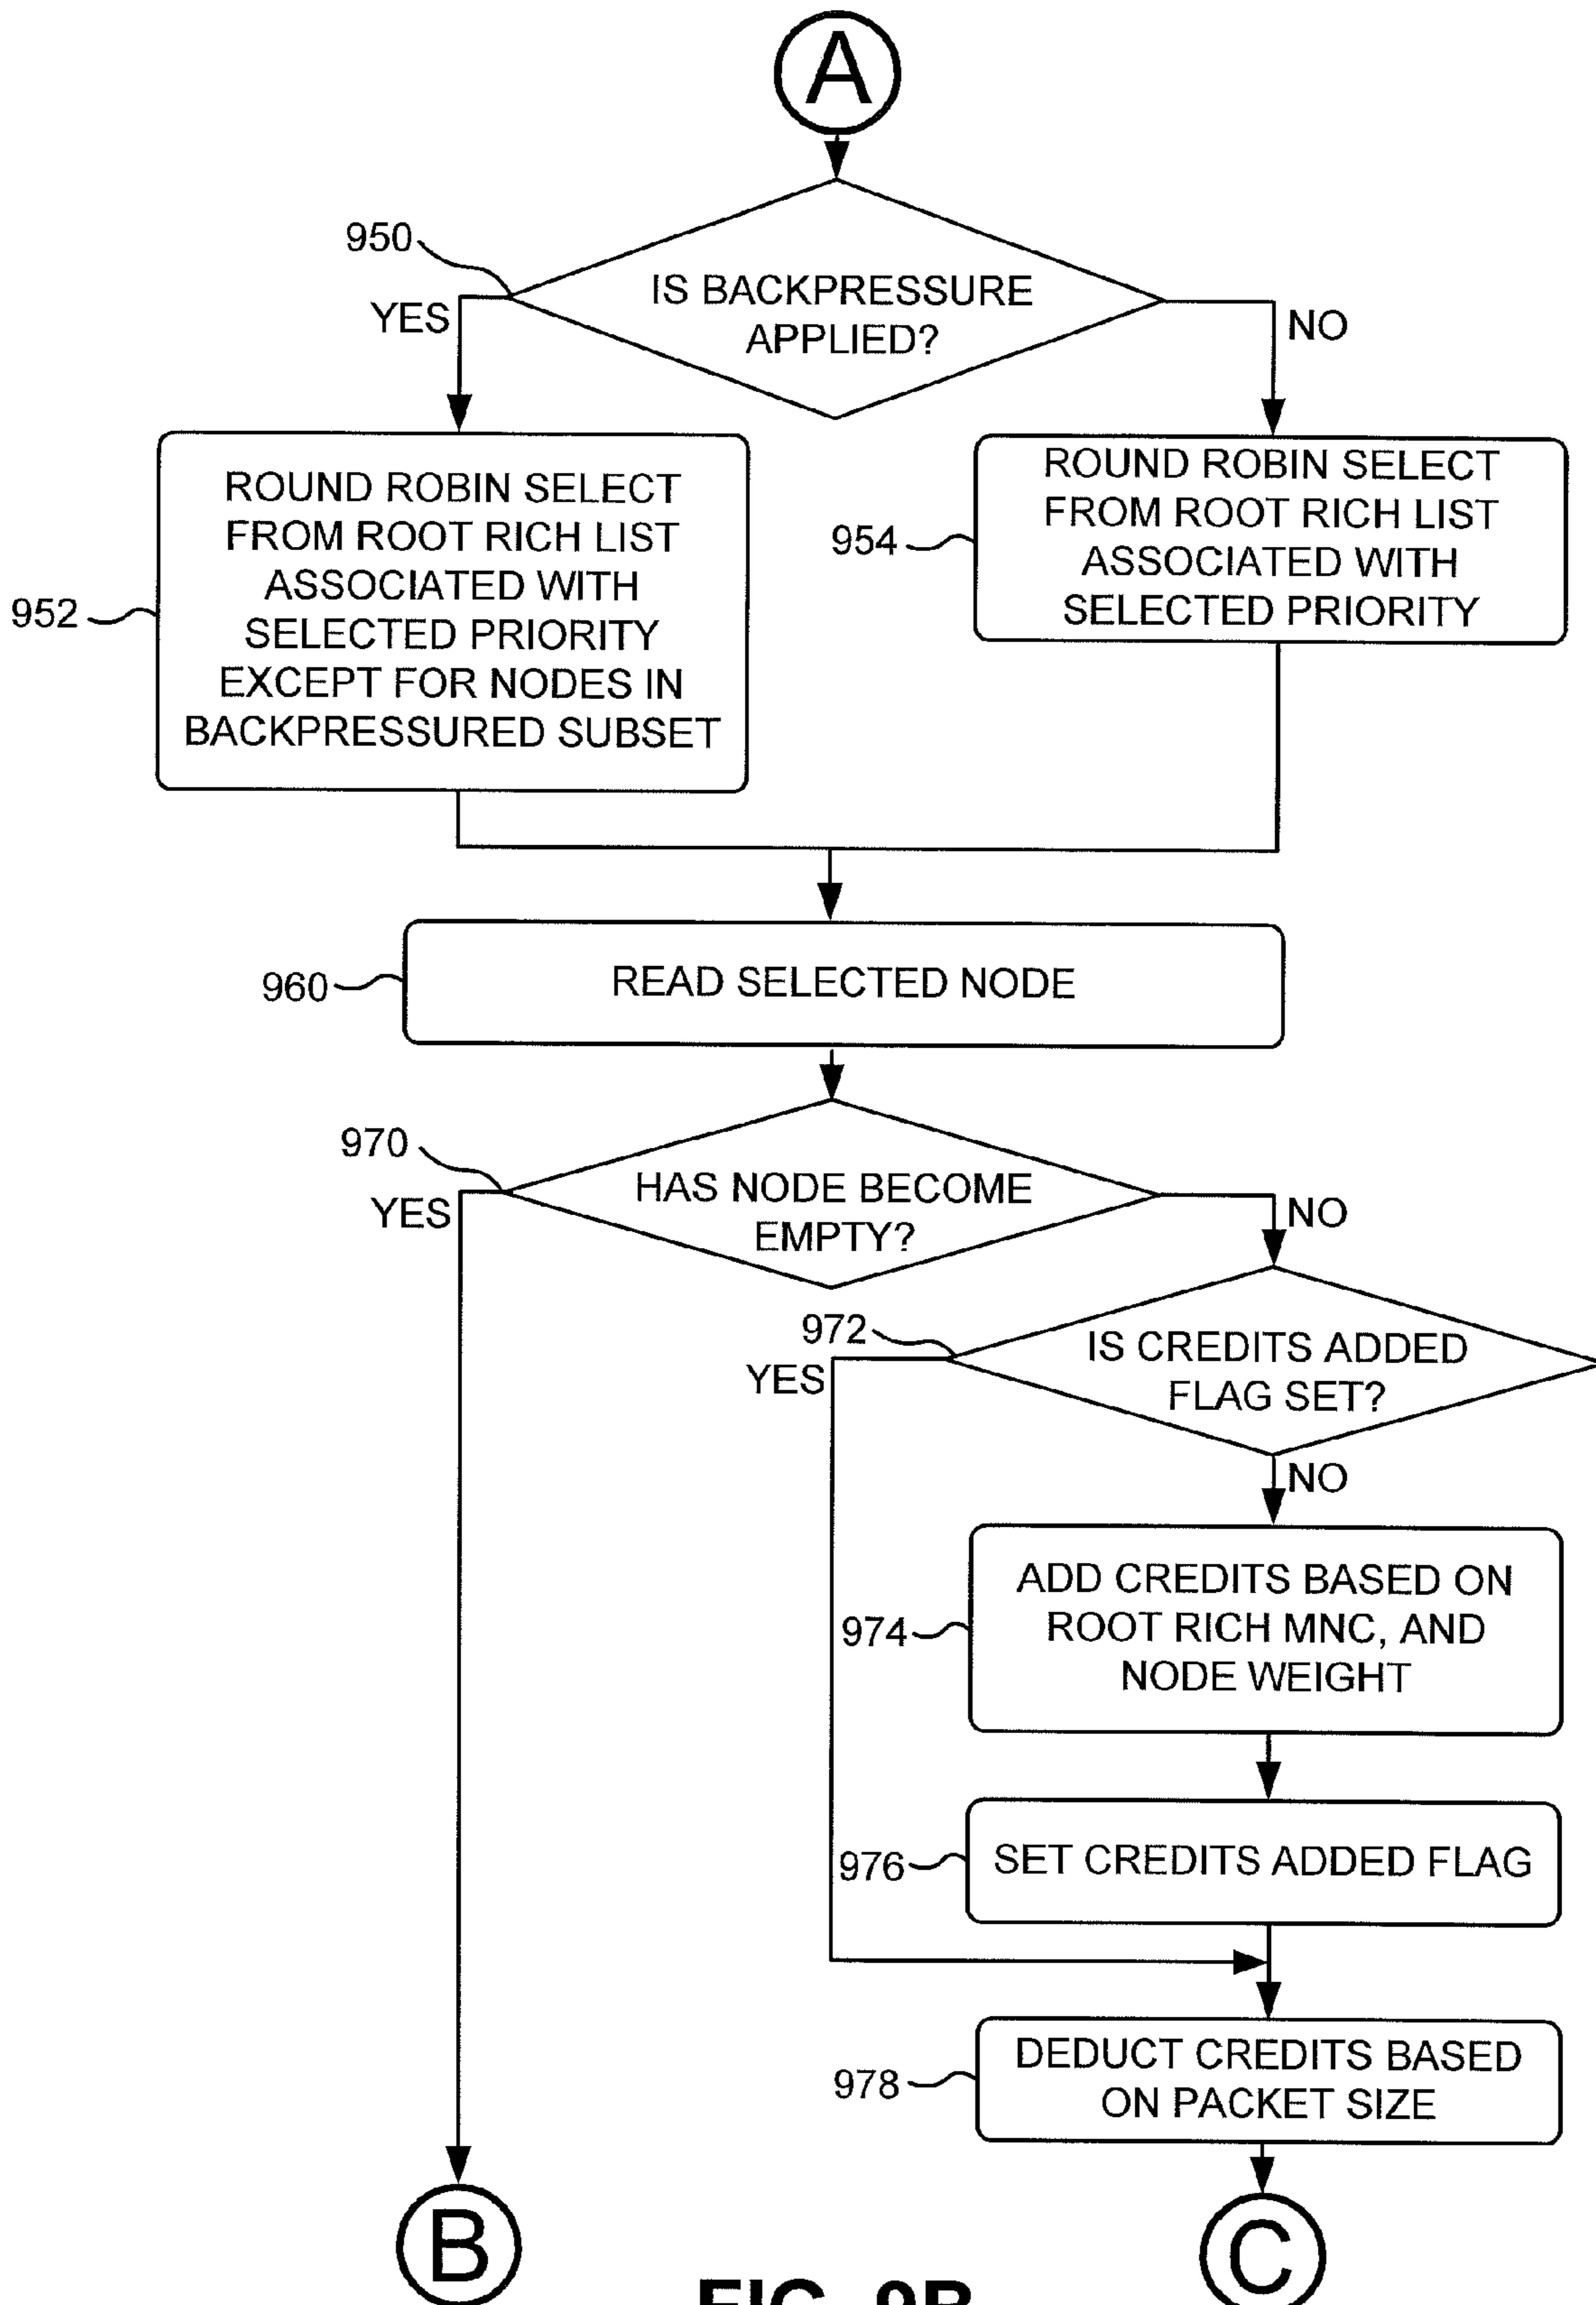 A
950
IS BACKPRESSURE
APPLIED?
YES
NO
952
ROUND ROBIN SELECT
FROM ROOT RICH LIST
ASSOCIATED WITH
SELECTED PRIORITY
EXCEPT FOR NODES IN
BACKPRESSURED SUBSET
954
ROUND ROBIN SELECT
FROM ROOT RICH LIST
ASSOCIATED WITH
SELECTED PRIORITY
960
READ SELECTED NODE
970
HAS NODE BECOME
EMPTY?
YES
NO
972
IS CREDITS ADDED
FLAG SET?
YES
NO
974
ADD CREDITS BASED ON
ROOT RICH MNC, AND
NODE WEIGHT
976
SET CREDITS ADDED FLAG
978
DEDUCT CREDITS BASED
ON PACKET SIZE
B
C
FIG. 9B